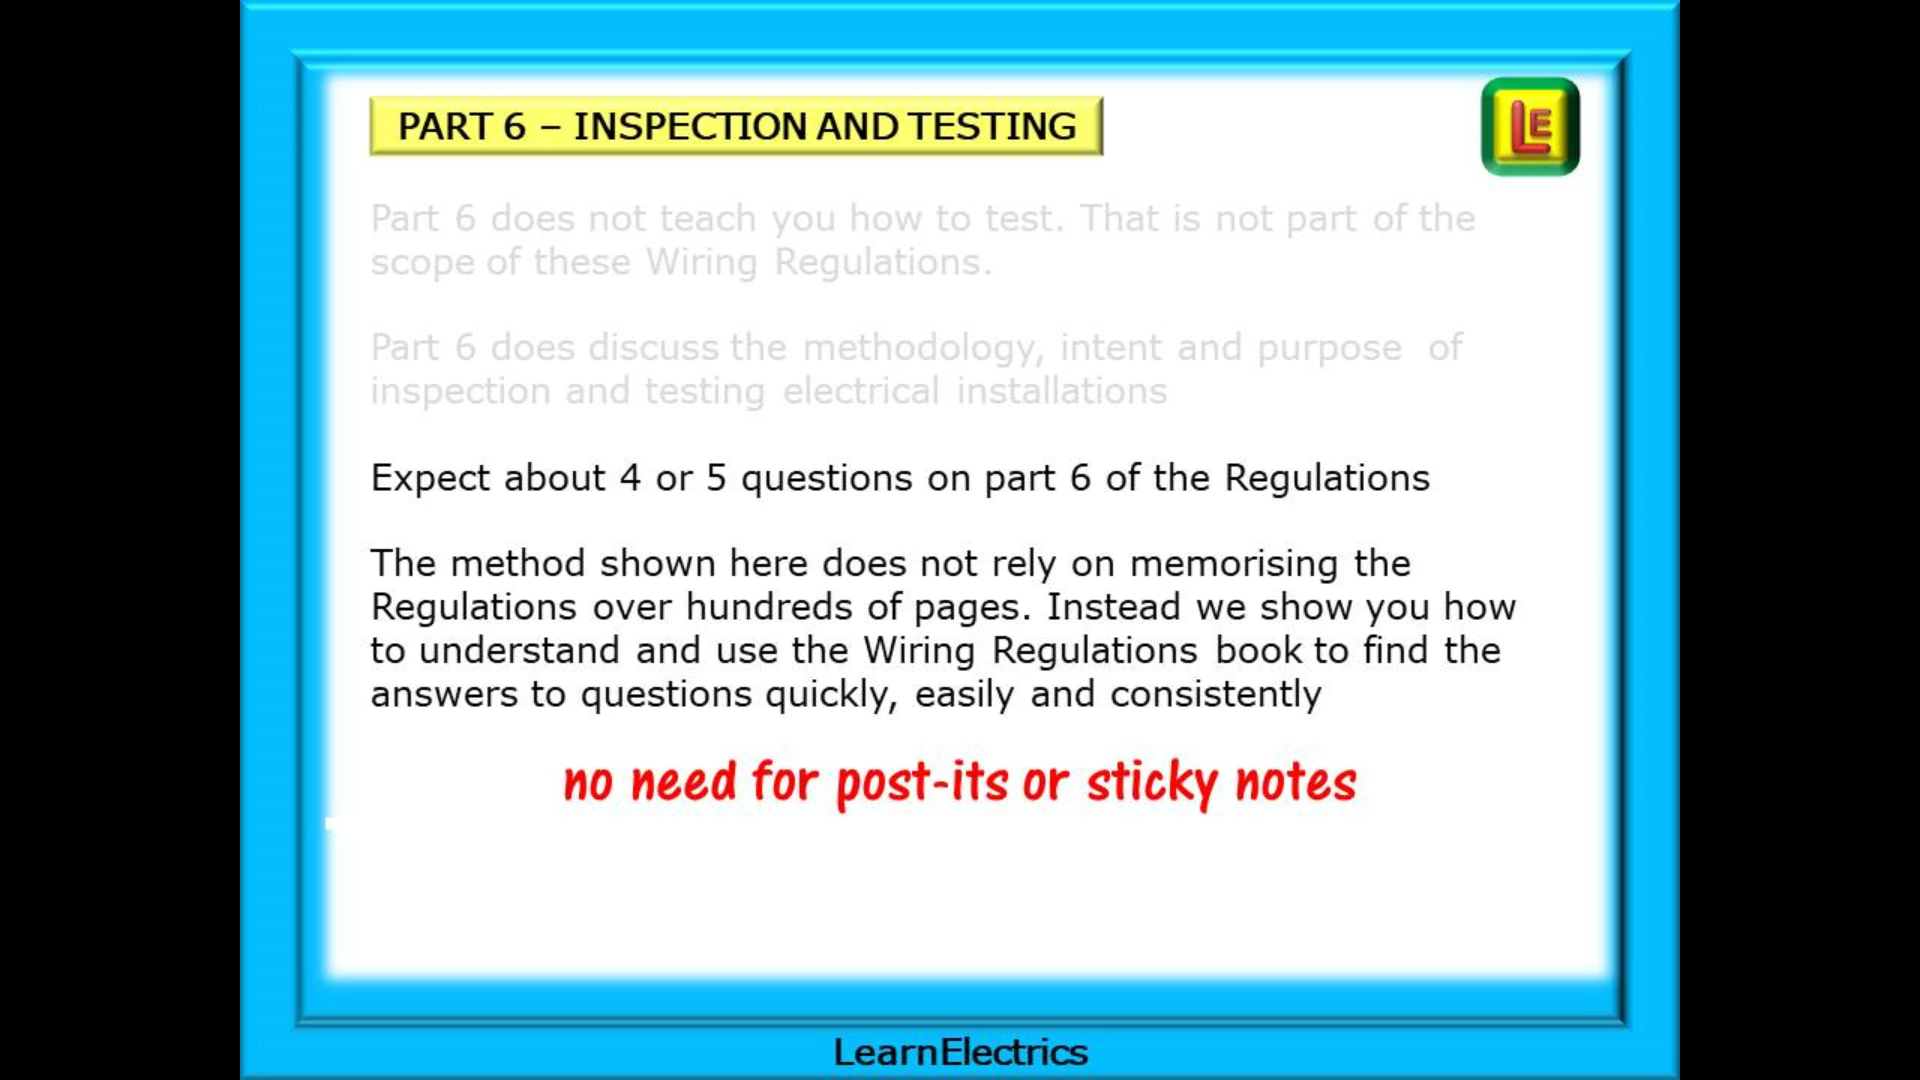 PART 6 – INSPECTION AND TESTING
LE
Part 6 does not teach you how to test. That is not part of the
scope of these Wiring Regulations.
Part 6 does discuss the methodology, intent and purpose of
inspection and testing electrical installations
Expect about 4 or 5 questions on part 6 of the Regulations
The method shown here does not rely on memorising the
Regulations over hundreds of pages. Instead we show you how
to understand and use the Wiring Regulations book to find the
answers to questions quickly, easily and consistently
no need for post-its or sticky notes
LearnElectrics